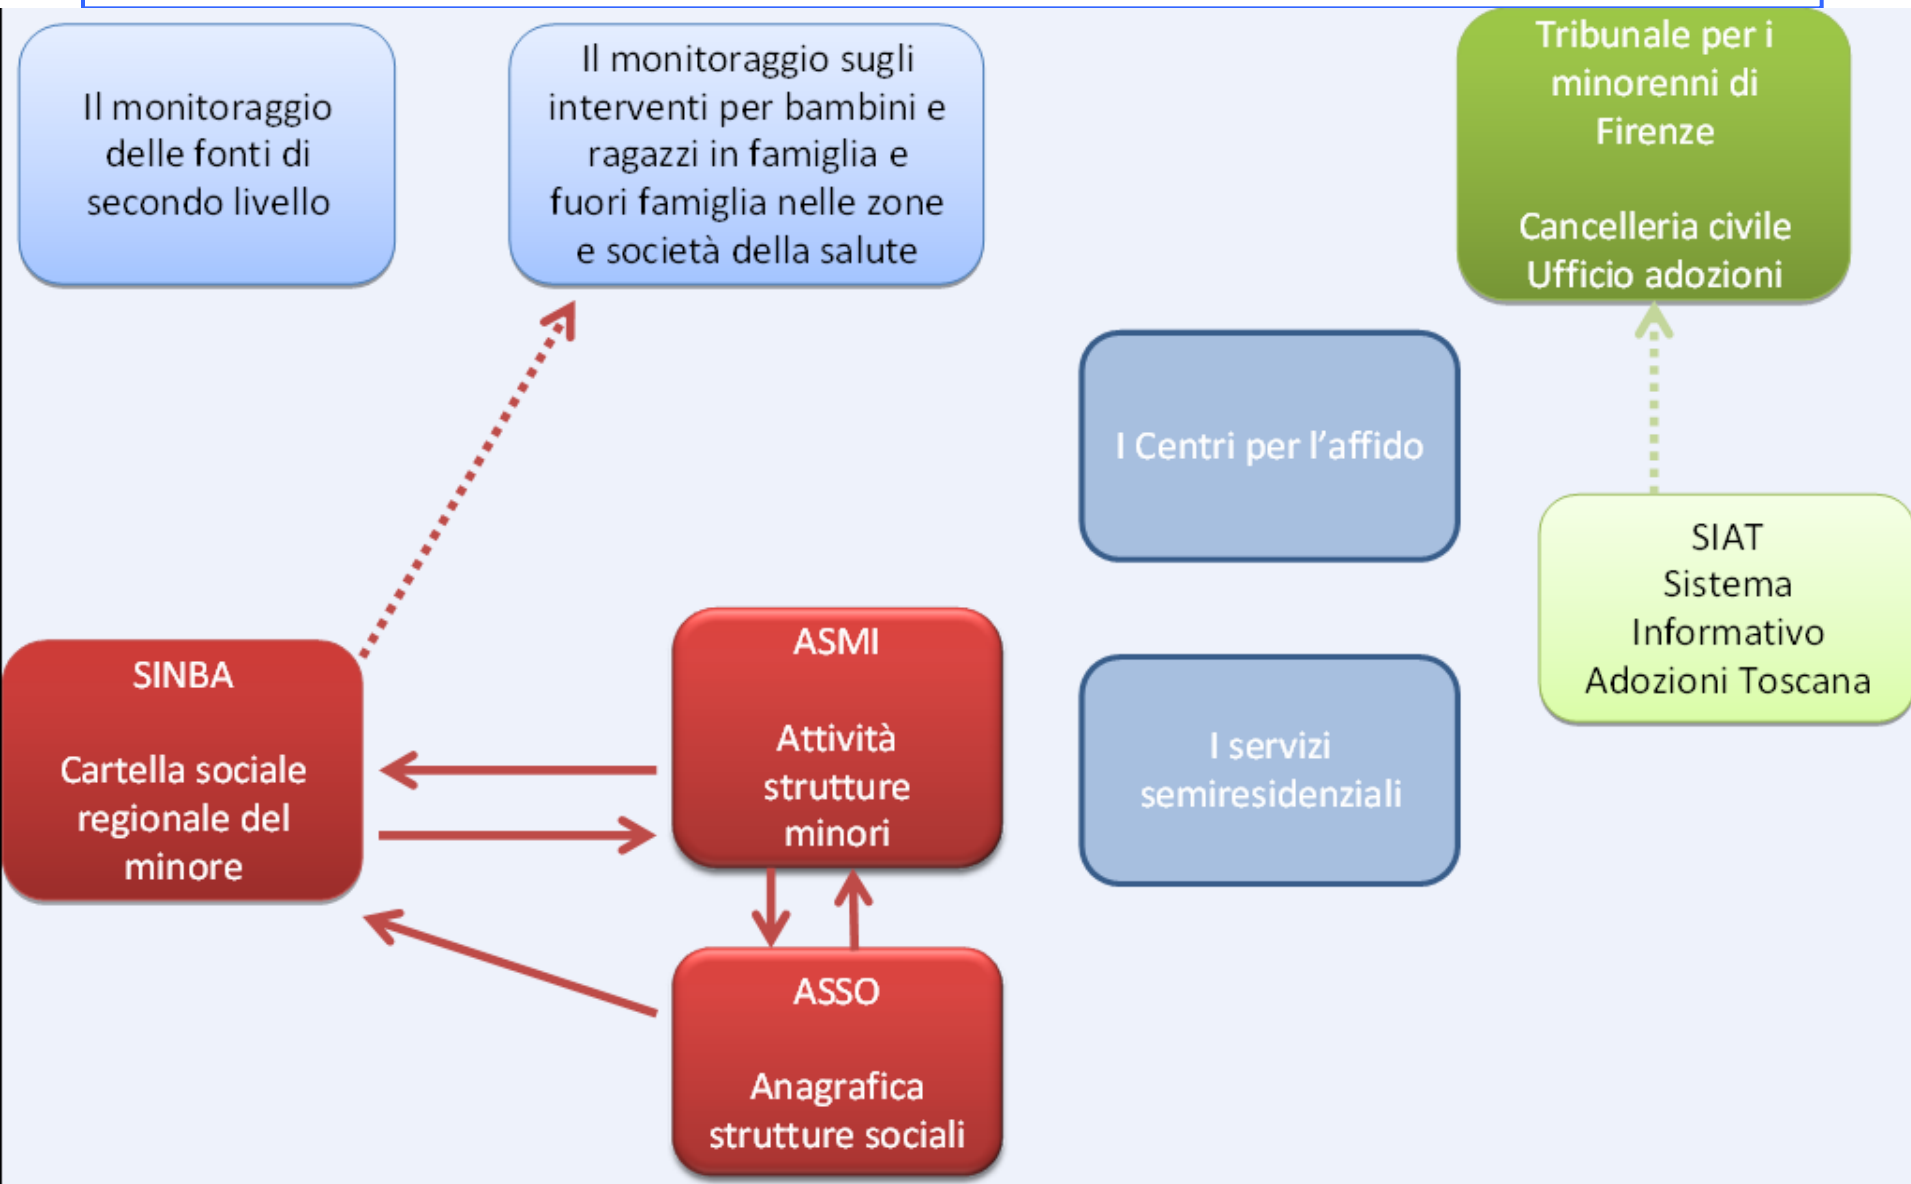 Il monitoraggio
delle fonti di
secondo livello
Il monitoraggio sugli
interventi per bambini e
ragazzi in famiglia e
fuori famiglia nelle zone
e società della salute
Tribunale per i
minorenni di
Firenze
Cancelleria civile
Ufficio adozioni
I Centri per l’affido
SIAT
Sistema
Informativo
Adozioni Toscana
SINBA
Cartella sociale
regionale del
minore
ASMI
Attività
strutture
minori
I servizi
semiresidenziali
ASSO
Anagrafica
strutture sociali